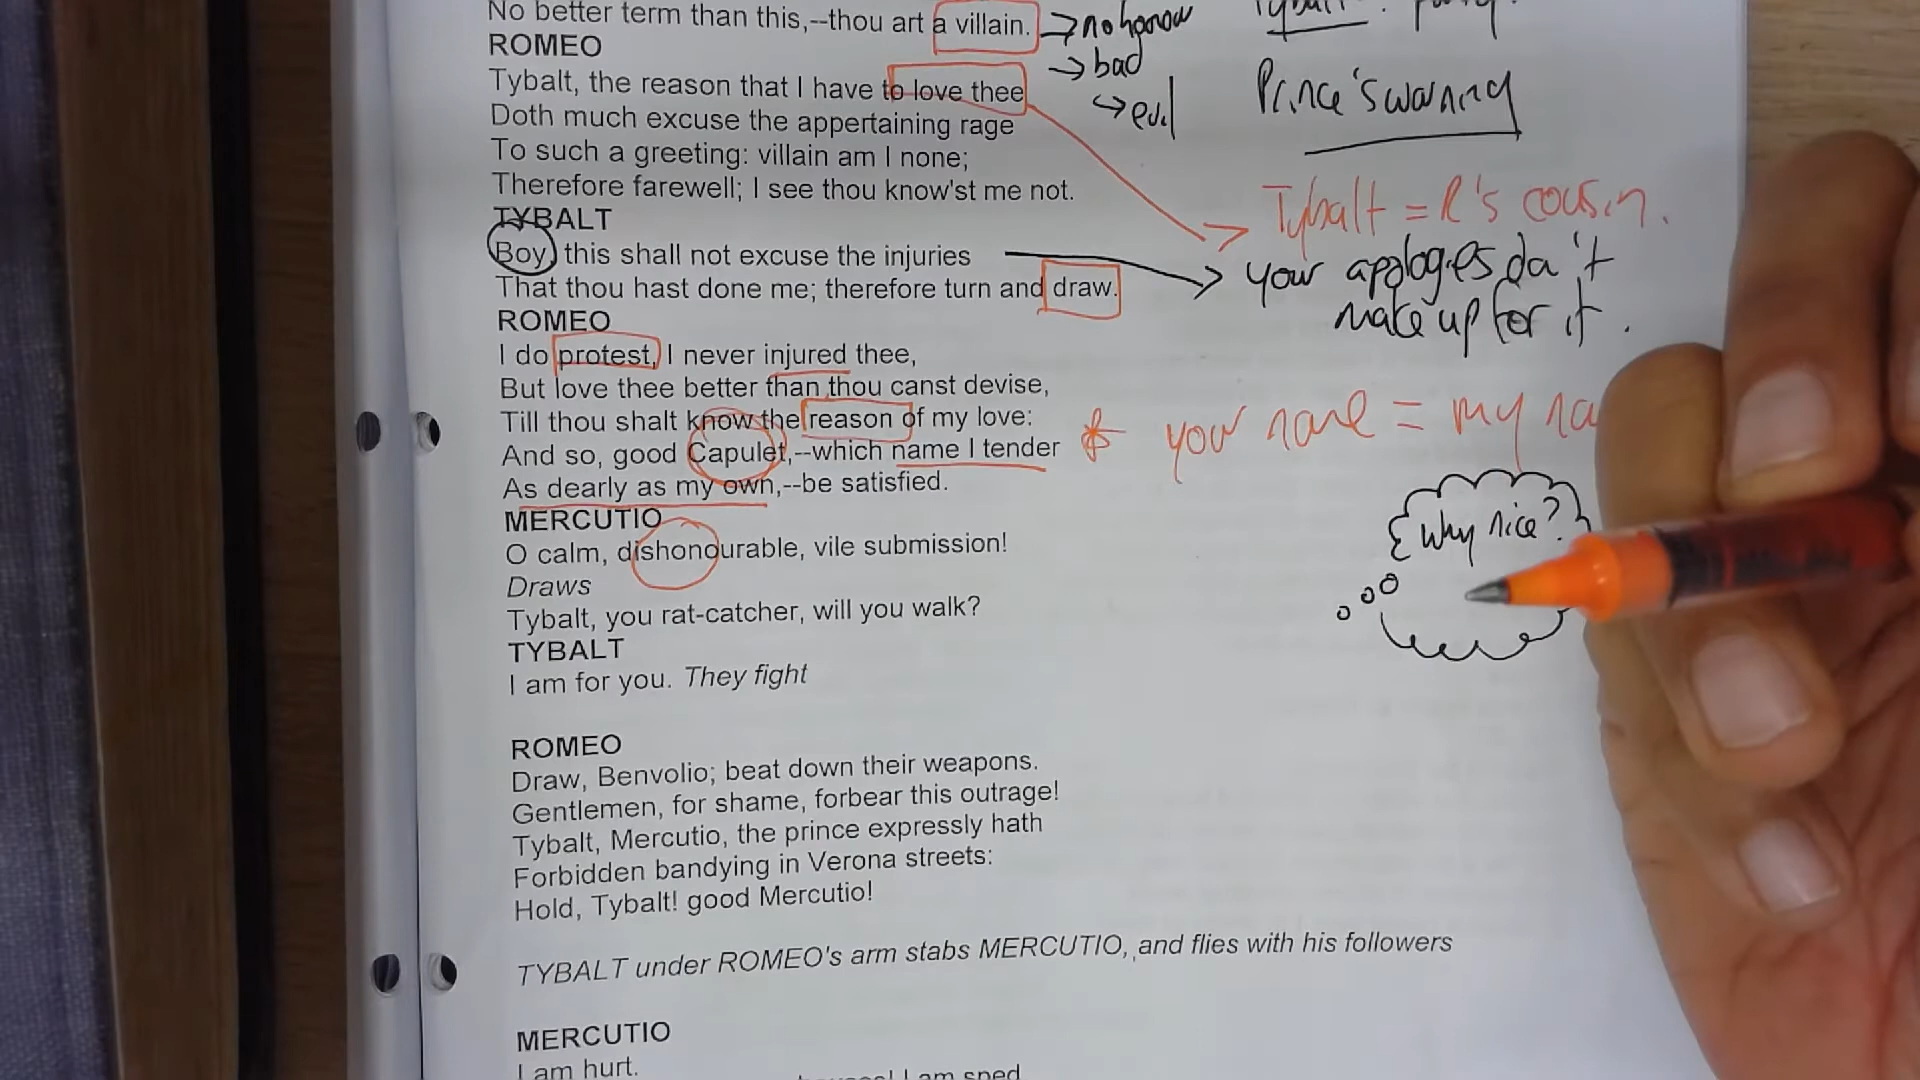 No better term than this,--thou art a villain. → no honour
Tybalt:
ROMEO
→ bad
Tybalt, the reason that I have to love thee
Prince's warning
→ evil
Doth much excuse the appertaining rage
To such a greeting: villain am I none;
Therefore farewell; I see thou know'st me not.
Tybalt = R's cousin.
TYBALT
Boy, this shall not excuse the injuries
your apologies don't
That thou hast done me; therefore turn and draw.
make up for it.
ROMEO
I do protest, I never injured thee,
But love thee better than thou canst devise,
Till thou shalt know the reason of my love:
* your name = my na
And so, good Capulet,--which name I tender
As dearly as my own,--be satisfied.
Why nice?
MERCUTIO
O calm, dishonourable, vile submission!
Draws
Tybalt, you rat-catcher, will you walk?
TYBALT
I am for you. They fight
ROMEO
Draw, Benvolio; beat down their weapons.
Gentlemen, for shame, forbear this outrage!
Tybalt, Mercutio, the prince expressly hath
Forbidden bandying in Verona streets:
Hold, Tybalt! good Mercutio!
TYBALT under ROMEO's arm stabs MERCUTIO, and flies with his followers
MERCUTIO
I am hurt.
I am sped